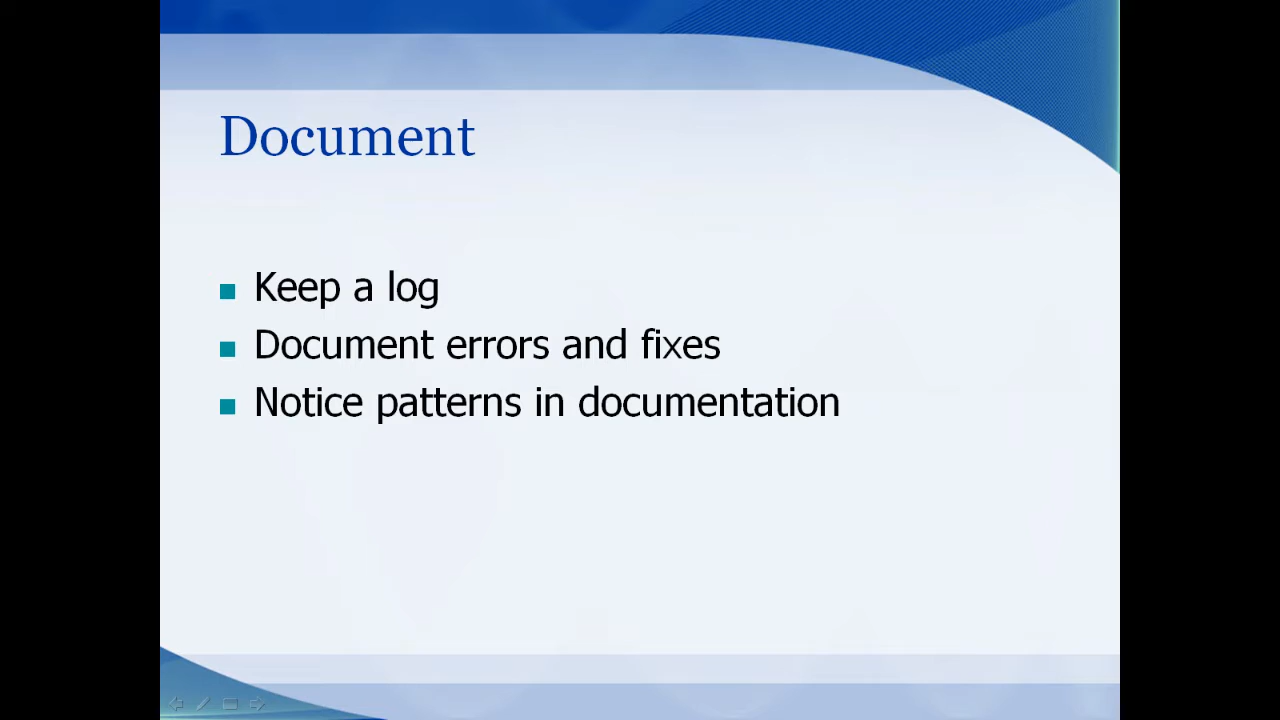 Document
Keep a log
Document errors and fixes
Notice patterns in documentation